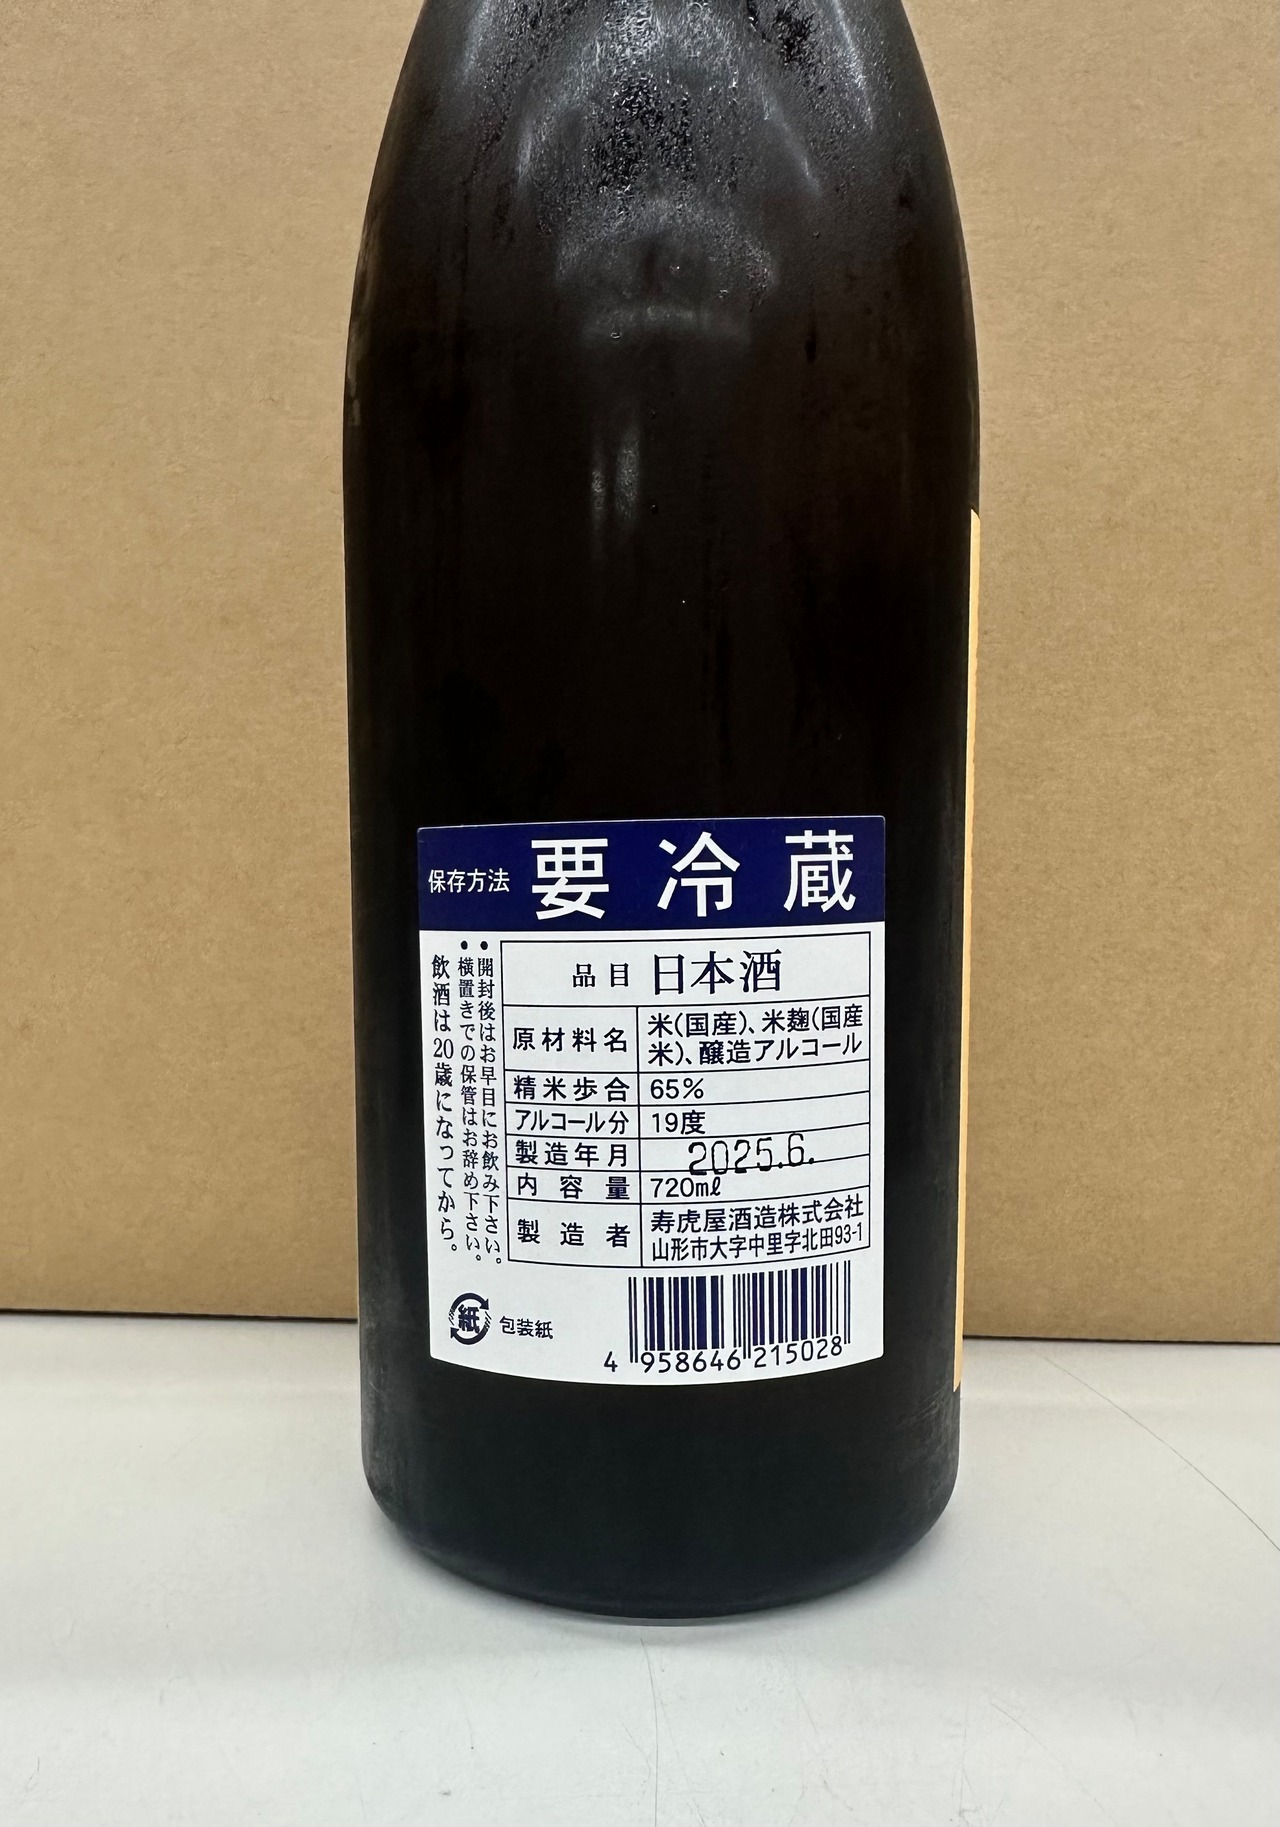 保存方法 要冷蔵
品目 日本酒
原材料名 米(国産)、米麹(国産
米)、醸造アルコール
精米歩合 65%
アルコール分 19度
製造年月 2025.6.
内容量 720mℓ
製造者 寿虎屋酒造株式会社
山形市大字中里字北田93-1
・開封後はお早目にお飲み下さい。
・横置きでの保管はお辞め下さい。
飲酒は20歳になってから。
紙 包装紙
4 958646 215028